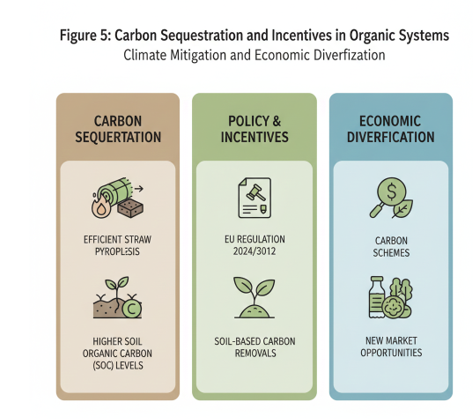 Figure 5: Carbon Sequestration and Incentives in Organic Systems
Climate Mitigation and Economic Diverfization
CARBON
SEQUERTATION
EFFICIENT STRAW
PYROPLESIS
HIGHER SOIL
ORGANIC CARBON
(SOC) LEVELS
POLICY &
INCENTIVES
EU REGULATION
2024/3012
SOIL-BASED CARBON
REMOVALS
ECONOMIC
DIVERFICATION
$
CARBON
SCHEMES
NEW MARKET
OPPORTUNITIES
C